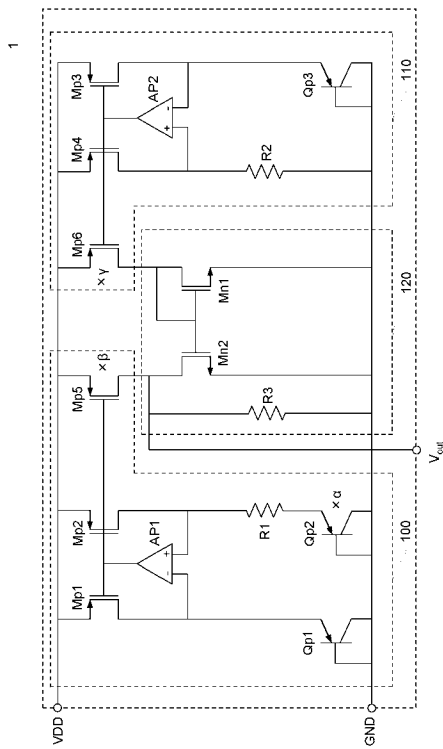 1
VDD
GND
Mp1
Mp2
Mp5
Mp6
Mp4
Mp3
× β
× γ
AP1
AP2
Mn2
Mn1
R1
R3
R2
Qp1
Qp2
× α
Qp3
100
120
110
Vout